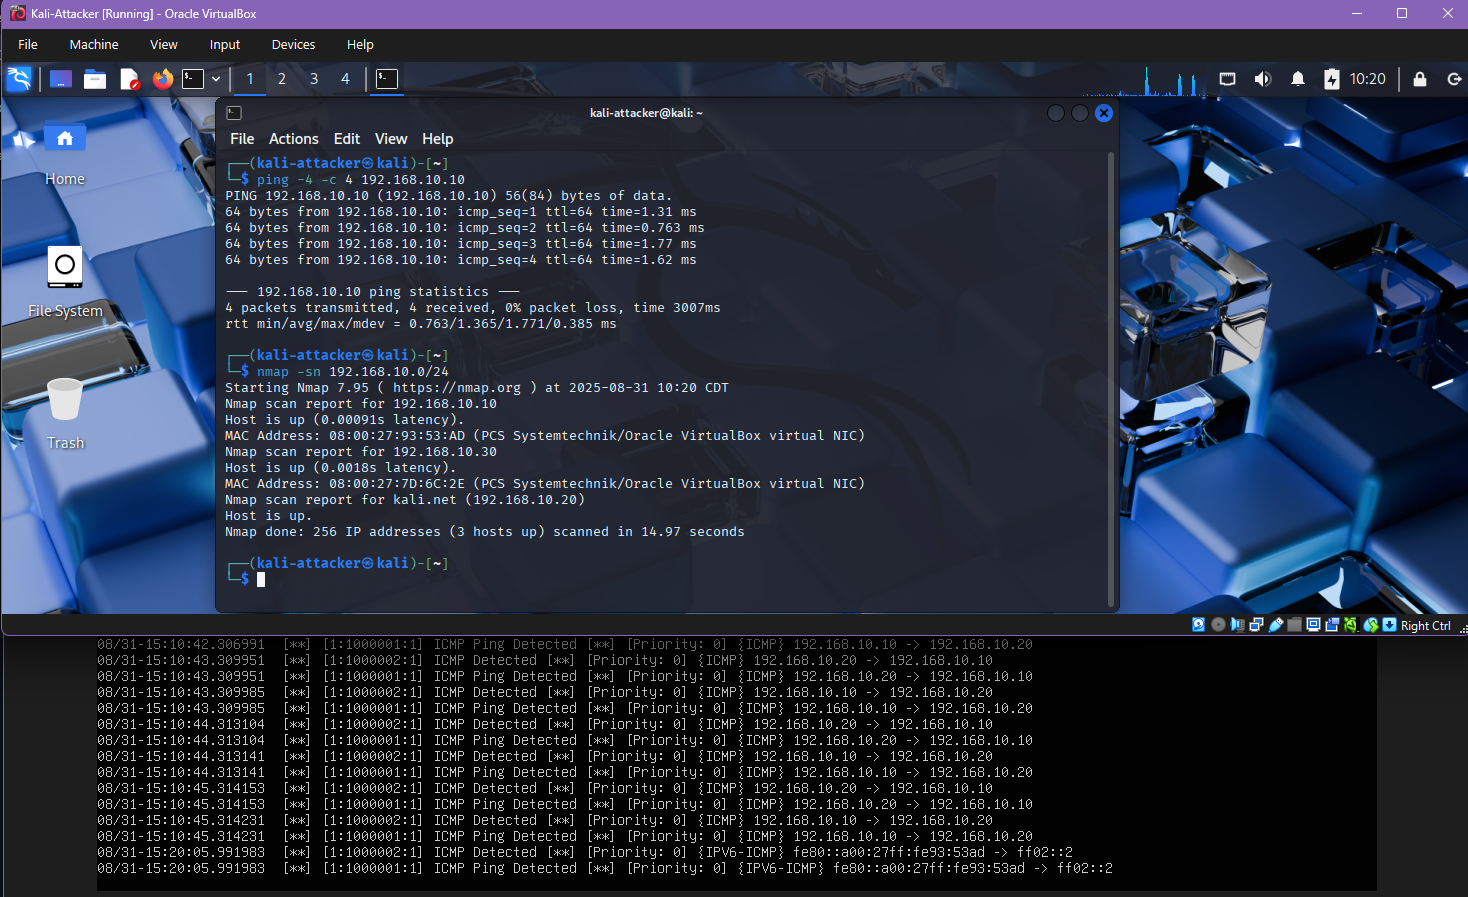 Kali-Attacker [Running] - Oracle VirtualBox
File Machine View Input Devices Help
1 2 3 4 10:20
kali-attacker@kali: ~
File Actions Edit View Help
Home
File System
Trash
┌──(kali-attacker㉿kali)-[~]
└─$ ping -4 -c 4 192.168.10.10
PING 192.168.10.10 (192.168.10.10) 56(84) bytes of data.
64 bytes from 192.168.10.10: icmp_seq=1 ttl=64 time=1.31 ms
64 bytes from 192.168.10.10: icmp_seq=2 ttl=64 time=0.763 ms
64 bytes from 192.168.10.10: icmp_seq=3 ttl=64 time=1.77 ms
64 bytes from 192.168.10.10: icmp_seq=4 ttl=64 time=1.62 ms
--- 192.168.10.10 ping statistics ---
4 packets transmitted, 4 received, 0% packet loss, time 3007ms
rtt min/avg/max/mdev = 0.763/1.365/1.771/0.385 ms
┌──(kali-attacker㉿kali)-[~]
└─$ nmap -sn 192.168.10.0/24
Starting Nmap 7.95 ( https://nmap.org ) at 2025-08-31 10:20 CDT
Nmap scan report for 192.168.10.10
Host is up (0.00091s latency).
MAC Address: 08:00:27:93:53:AD (PCS Systemtechnik/Oracle VirtualBox virtual NIC)
Nmap scan report for 192.168.10.30
Host is up (0.0018s latency).
MAC Address: 08:00:27:7D:6C:2E (PCS Systemtechnik/Oracle VirtualBox virtual NIC)
Nmap scan report for kali.net (192.168.10.20)
Host is up.
Nmap done: 256 IP addresses (3 hosts up) scanned in 14.97 seconds
┌──(kali-attacker㉿kali)-[~]
└─$
Right Ctrl
08/31-15:10:42.306991 [**] [1:1000001:1] ICMP Ping Detected [**] [Priority: 0] {ICMP} 192.168.10.10 -> 192.168.10.20
08/31-15:10:43.309951 [**] [1:1000002:1] ICMP Detected [**] [Priority: 0] {ICMP} 192.168.10.20 -> 192.168.10.10
08/31-15:10:43.309951 [**] [1:1000001:1] ICMP Ping Detected [**] [Priority: 0] {ICMP} 192.168.10.20 -> 192.168.10.10
08/31-15:10:43.309985 [**] [1:1000002:1] ICMP Detected [**] [Priority: 0] {ICMP} 192.168.10.10 -> 192.168.10.20
08/31-15:10:43.309985 [**] [1:1000001:1] ICMP Ping Detected [**] [Priority: 0] {ICMP} 192.168.10.10 -> 192.168.10.20
08/31-15:10:44.313104 [**] [1:1000002:1] ICMP Detected [**] [Priority: 0] {ICMP} 192.168.10.20 -> 192.168.10.10
08/31-15:10:44.313104 [**] [1:1000001:1] ICMP Ping Detected [**] [Priority: 0] {ICMP} 192.168.10.20 -> 192.168.10.10
08/31-15:10:44.313141 [**] [1:1000002:1] ICMP Detected [**] [Priority: 0] {ICMP} 192.168.10.10 -> 192.168.10.20
08/31-15:10:44.313141 [**] [1:1000001:1] ICMP Ping Detected [**] [Priority: 0] {ICMP} 192.168.10.10 -> 192.168.10.20
08/31-15:10:45.314153 [**] [1:1000002:1] ICMP Detected [**] [Priority: 0] {ICMP} 192.168.10.20 -> 192.168.10.10
08/31-15:10:45.314153 [**] [1:1000001:1] ICMP Ping Detected [**] [Priority: 0] {ICMP} 192.168.10.20 -> 192.168.10.10
08/31-15:10:45.314231 [**] [1:1000002:1] ICMP Detected [**] [Priority: 0] {ICMP} 192.168.10.10 -> 192.168.10.20
08/31-15:10:45.314231 [**] [1:1000001:1] ICMP Ping Detected [**] [Priority: 0] {ICMP} 192.168.10.10 -> 192.168.10.20
08/31-15:20:05.991983 [**] [1:1000002:1] ICMP Detected [**] [Priority: 0] {IPV6-ICMP} fe80::a00:27ff:fe93:53ad -> ff02::2
08/31-15:20:05.991983 [**] [1:1000001:1] ICMP Ping Detected [**] [Priority: 0] {IPV6-ICMP} fe80::a00:27ff:fe93:53ad -> ff02::2